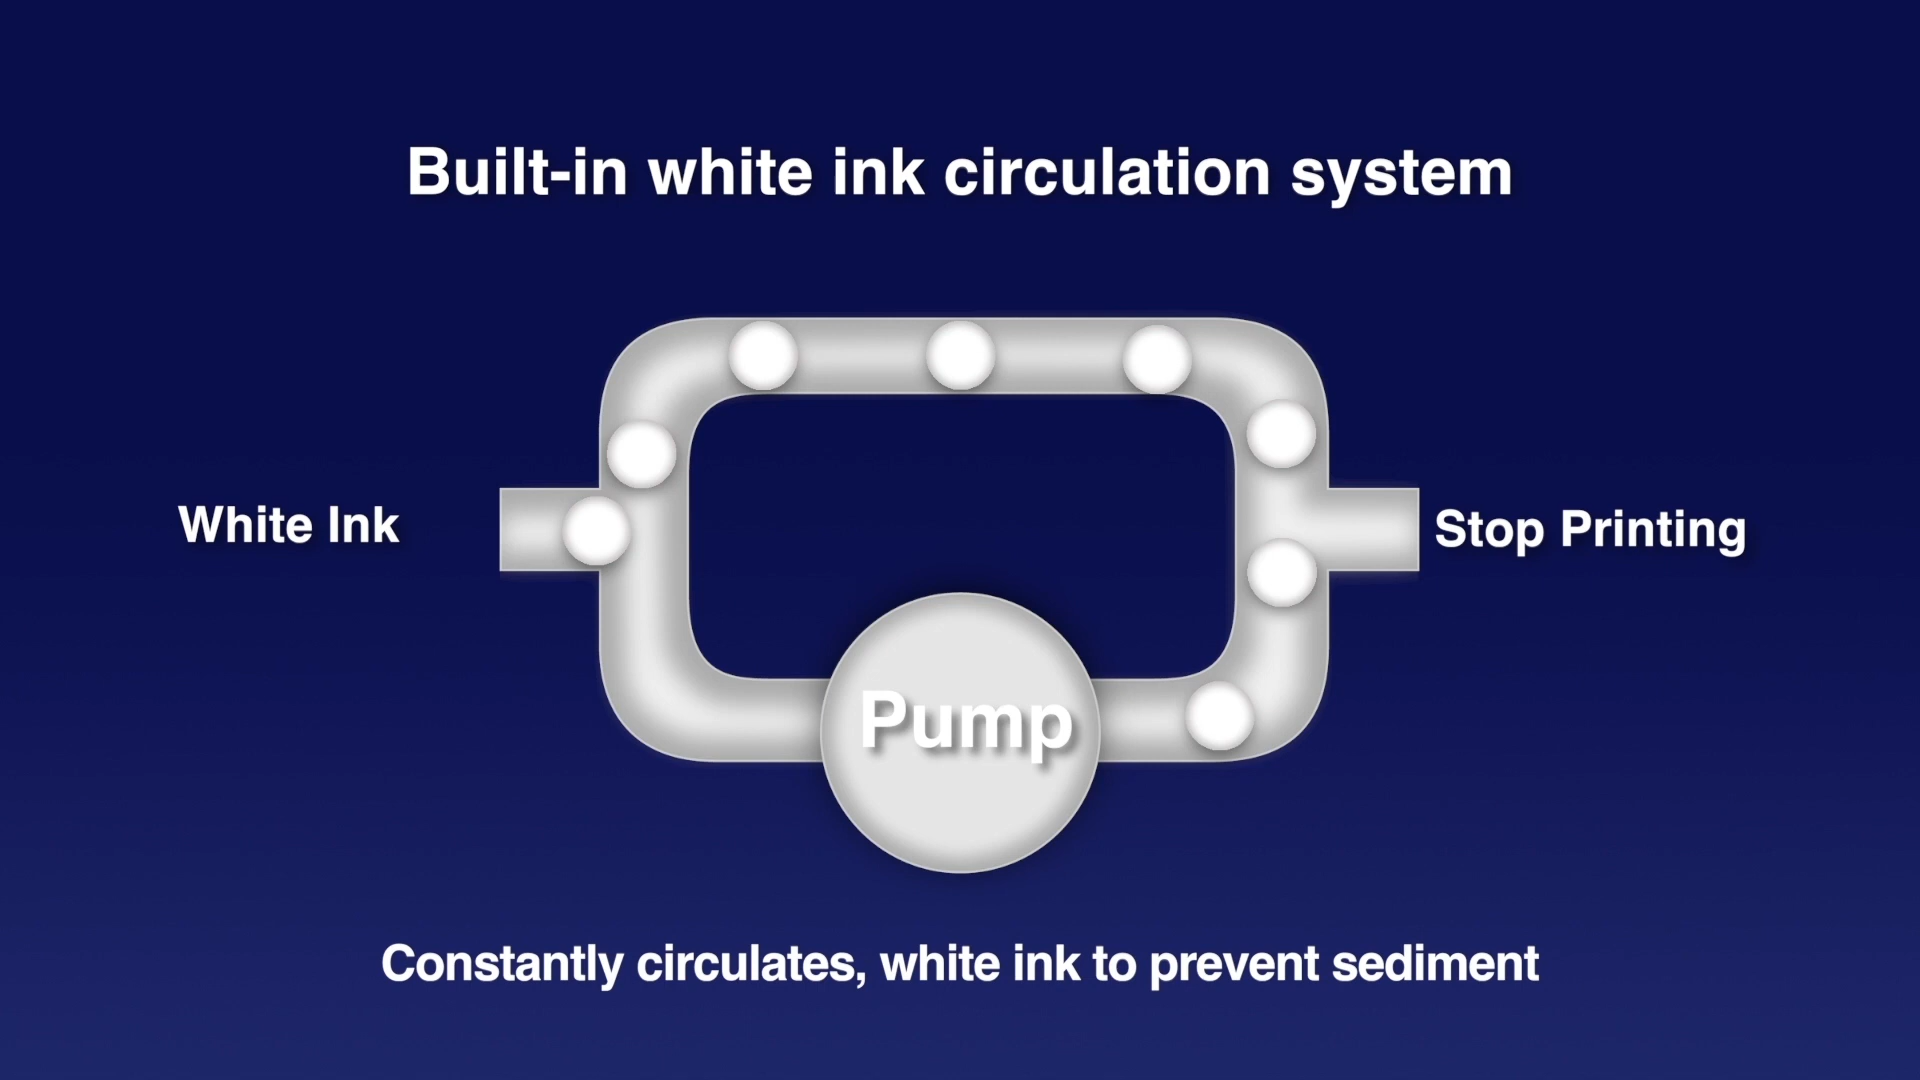 Built-in white ink circulation system
White Ink
Stop Printing
Pump
Constantly circulates, white ink to prevent sediment